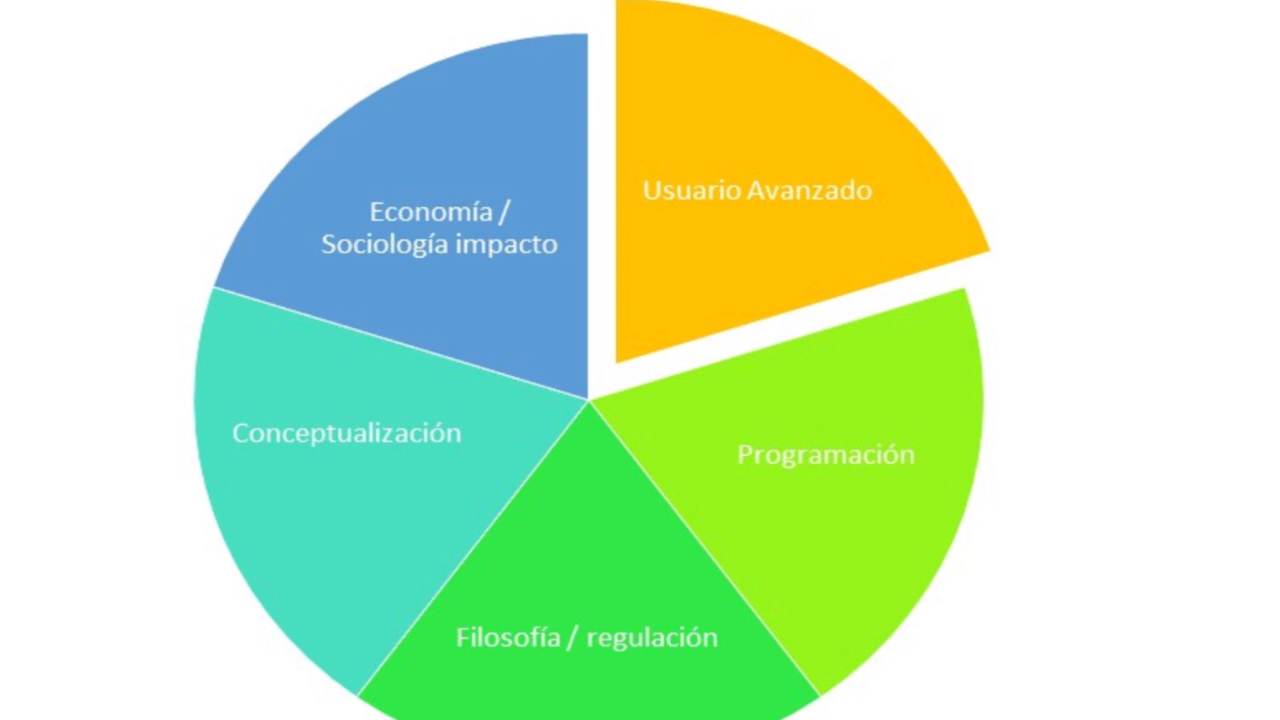 Usuario Avanzado
Economía /
Sociología impacto
Conceptualización
Programación
Filosofía / regulación